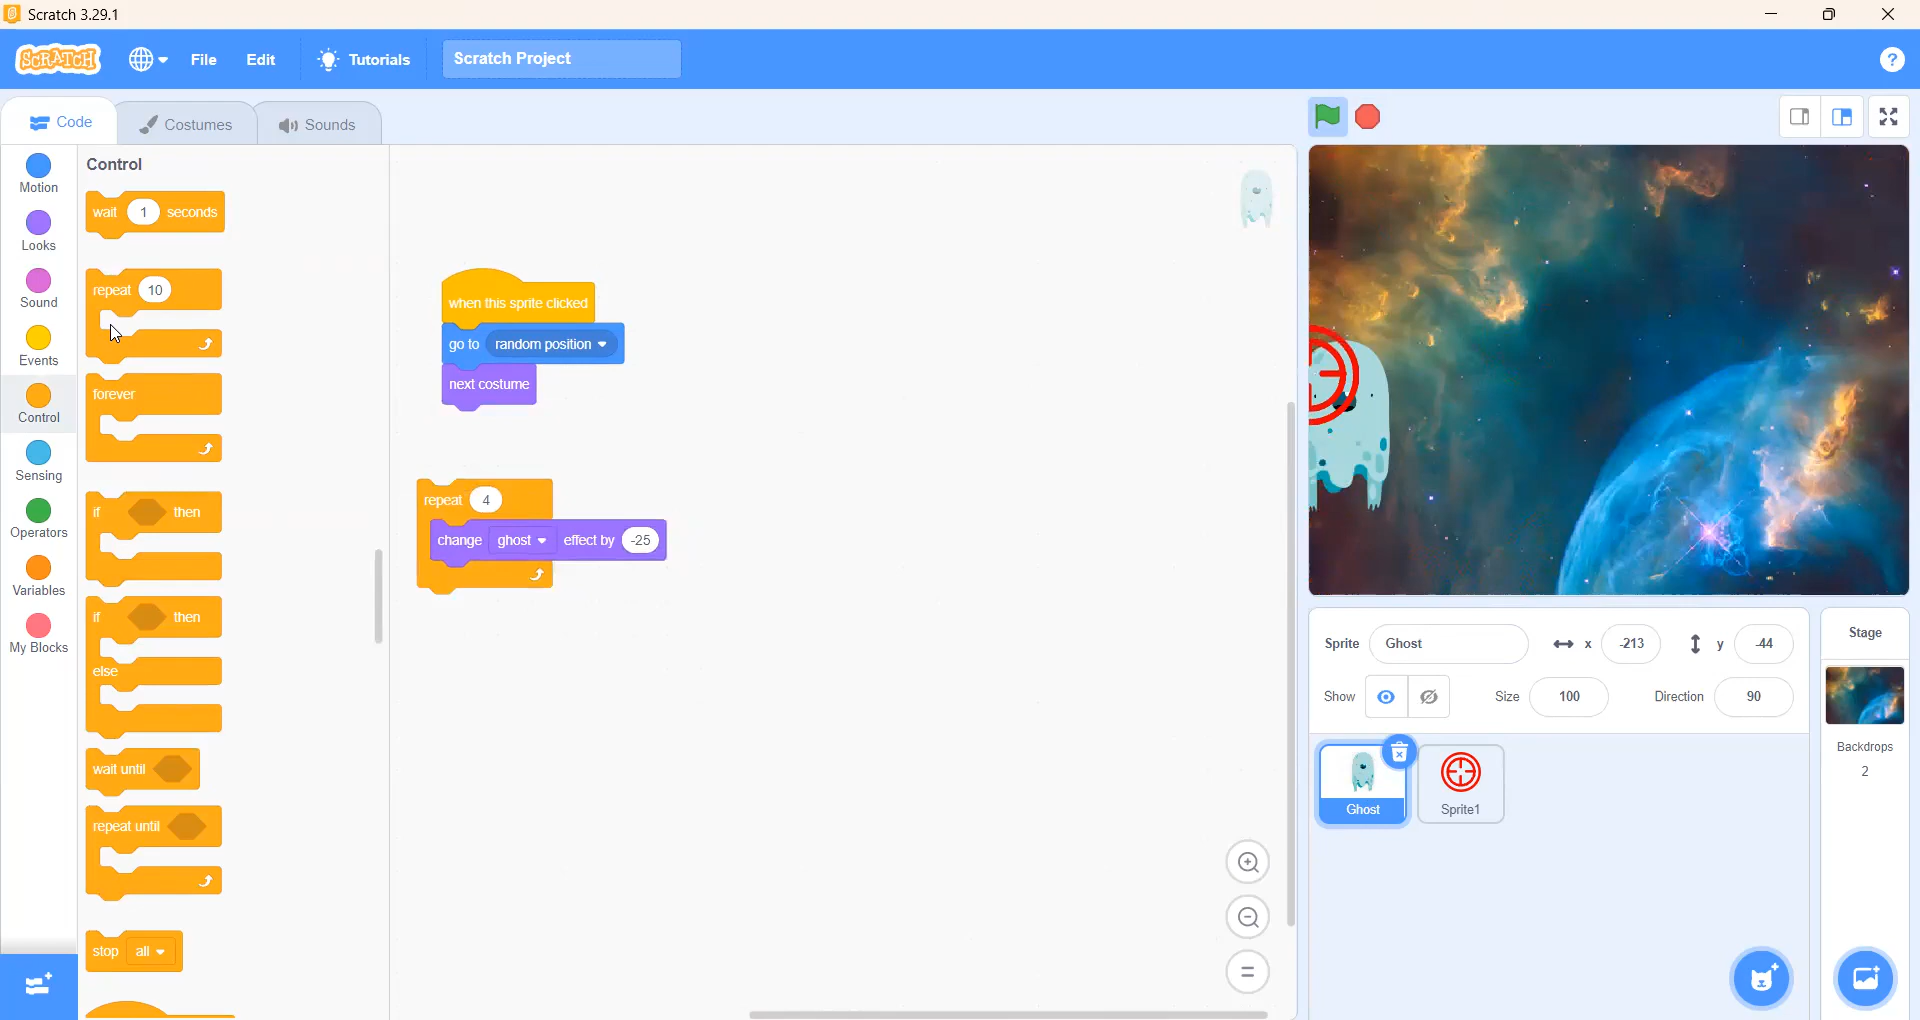 Scratch 3.29.1
SCRATCH
File
Edit
Tutorials
Scratch Project
?
Code
Costumes
Sounds
Motion
Looks
Sound
Events
Control
Sensing
Operators
Variables
My Blocks
Control
wait 1 seconds
repeat 10
forever
if then
if then
else
wait until
repeat until
stop all
when this sprite clicked
go to random position
next costume
repeat 4
change ghost effect by -25
Sprite Ghost x -213 y -44
Show Size 100 Direction 90
Ghost
Sprite1
Stage
Backdrops
2